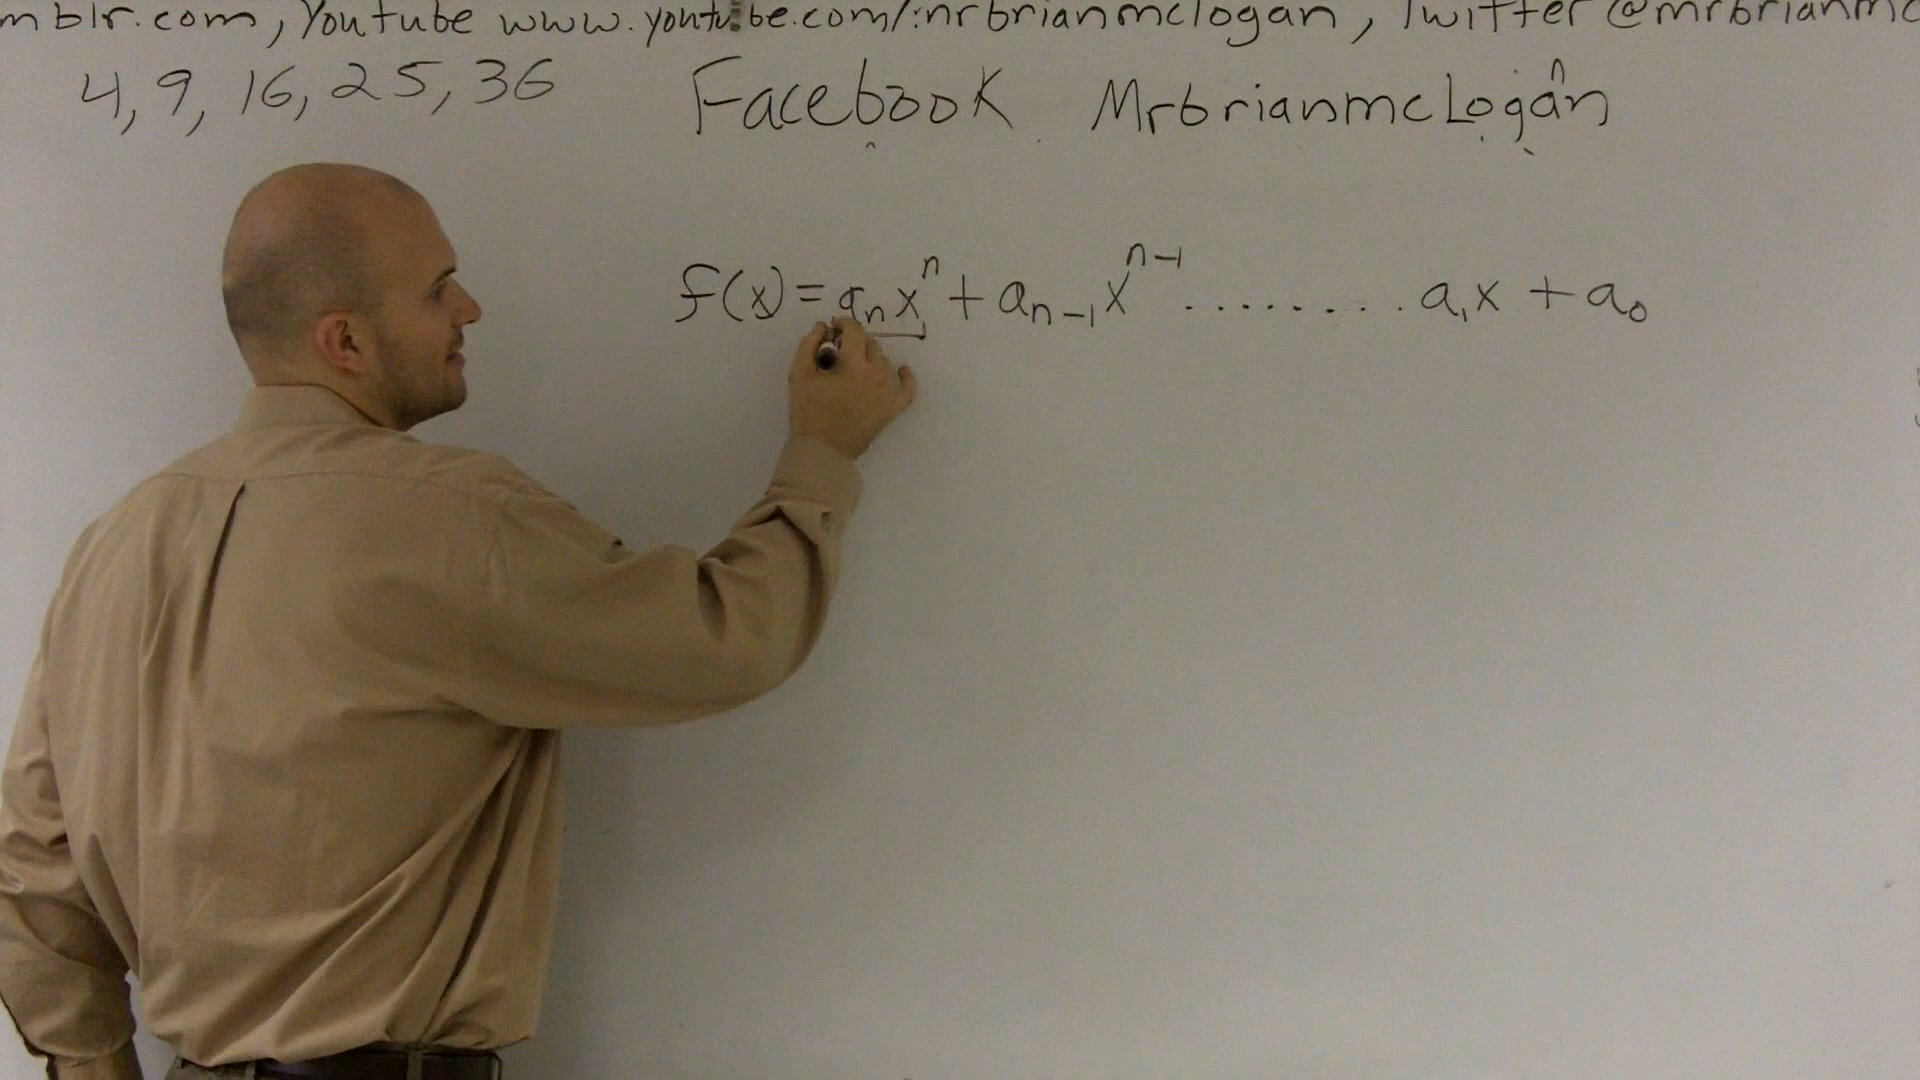 mblr.com, Youtube www.youtube.com/mrbrianmclogan, Twitter @mrbrianmc
4, 9, 16, 25, 36 Facebook MrbrianmcLogan
f(x) = aₙxⁿ + aₙ₋₁xⁿ⁻¹ ........ a₁x + a₀